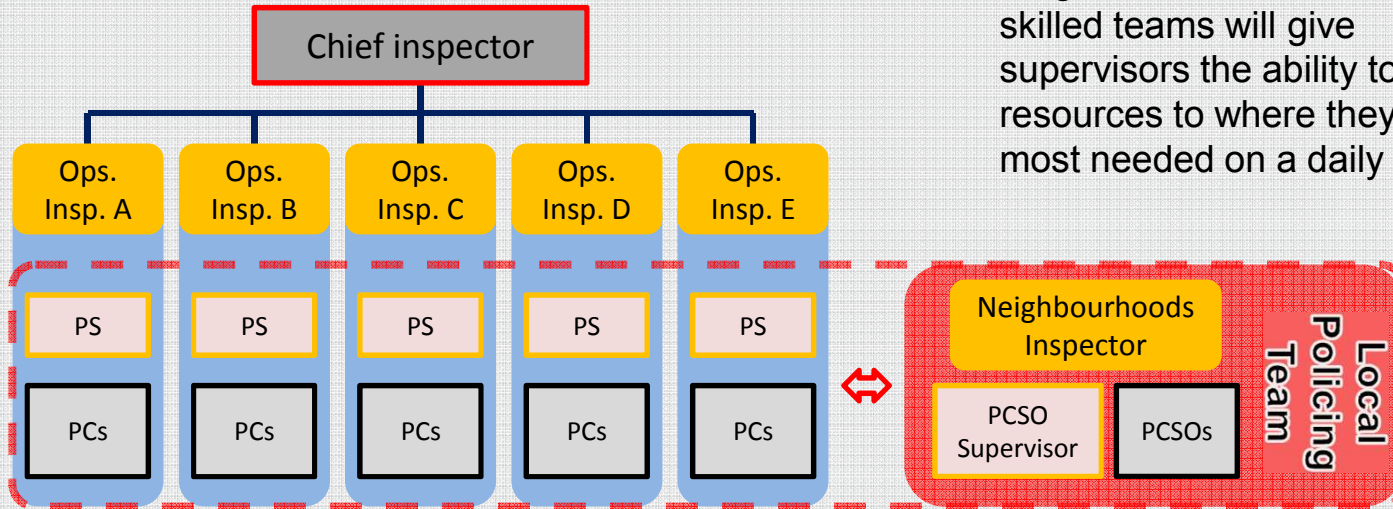 skilled teams will give
supervisors the ability to
resources to where they
most needed on a daily
Chief inspector
Ops.
Insp. A
Ops.
Insp. B
Ops.
Insp. C
Ops.
Insp. D
Ops.
Insp. E
PS
PS
PS
PS
PS
PCs
PCs
PCs
PCs
PCs
Neighbourhoods
Inspector
PCSO
Supervisor
PCSOs
Local
Policing
Team